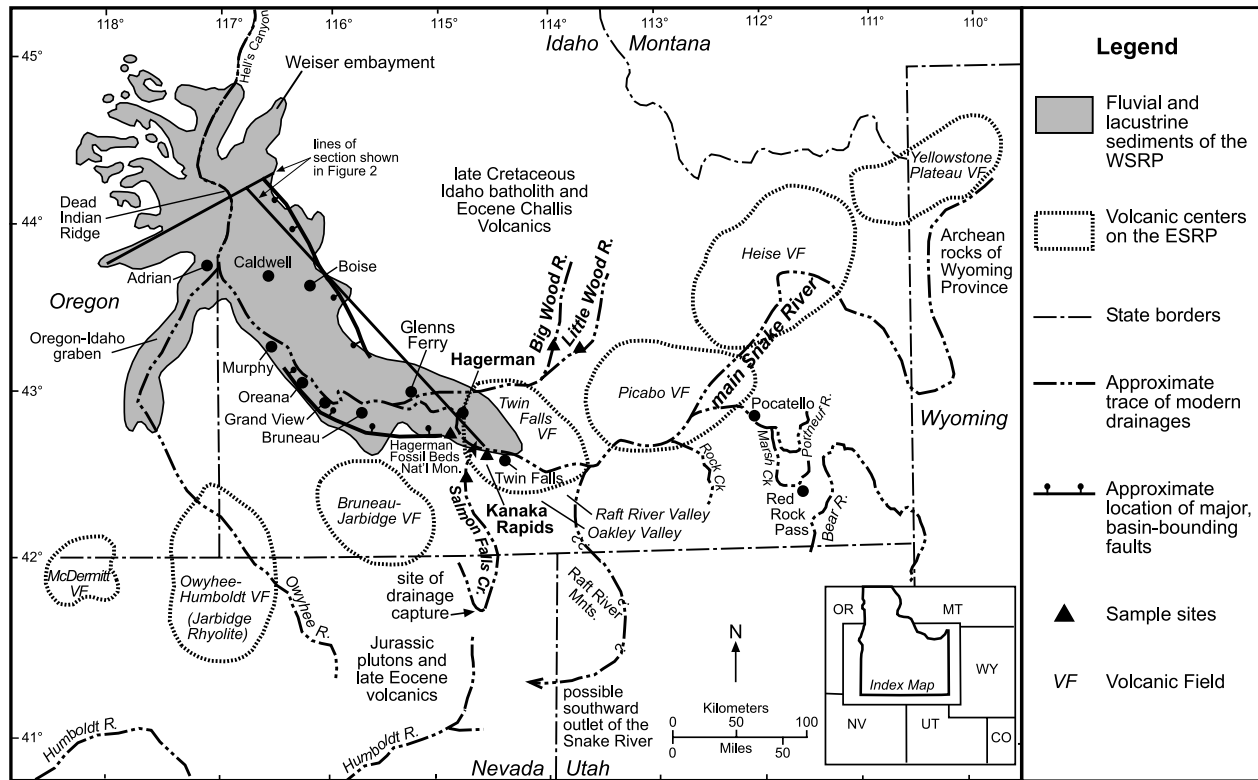 118°
117°
116°
115°
114°
113°
112°
111°
110°
45°
44°
43°
42°
41°
Hell's Canyon
Weiser embayment
Idaho
Montana
lines of
section shown
in Figure 2
Dead
Indian
Ridge
late Cretaceous
Idaho batholith and
Eocene Challis
Volcanics
Yellowstone
Plateau VF
Heise VF
Archean
rocks of
Wyoming
Province
Adrian
Caldwell
Boise
Oregon
Oregon-Idaho
graben
Big Wood R.
Little Wood R.
main Snake River
Glenns
Ferry
Hagerman
Murphy
Oreana
Grand View
Bruneau
Twin
Falls
VF
Picabo VF
Pocatello
Wyoming
Hagerman
Fossil Beds
Nat'l Mon.
Twin Falls
Rock Ck
Marsh Ck
Portneuf R.
Red
Rock
Pass
Bear R.
Kanaka
Rapids
Salmon Falls Cr.
Raft River Valley
Oakley Valley
Bruneau-
Jarbidge VF
McDermitt
VF
Owyhee-
Humboldt VF
(Jarbidge
Rhyolite)
Owyhee R.
site of
drainage
capture
?
Raft River
Mnts.
?
?
Jurassic
plutons and
late Eocene
volcanics
possible
southward
outlet of the
Snake River
Humboldt R.
Humboldt R.
Nevada
Utah
N
Kilometers
0 50 100
0 50
Miles
OR
MT
WY
Index Map
NV
UT
CO
Legend
Fluvial and
lacustrine
sediments of the
WSRP
Volcanic centers
on the ESRP
State borders
Approximate
trace of modern
drainages
Approximate
location of major,
basin-bounding
faults
Sample sites
VF Volcanic Field